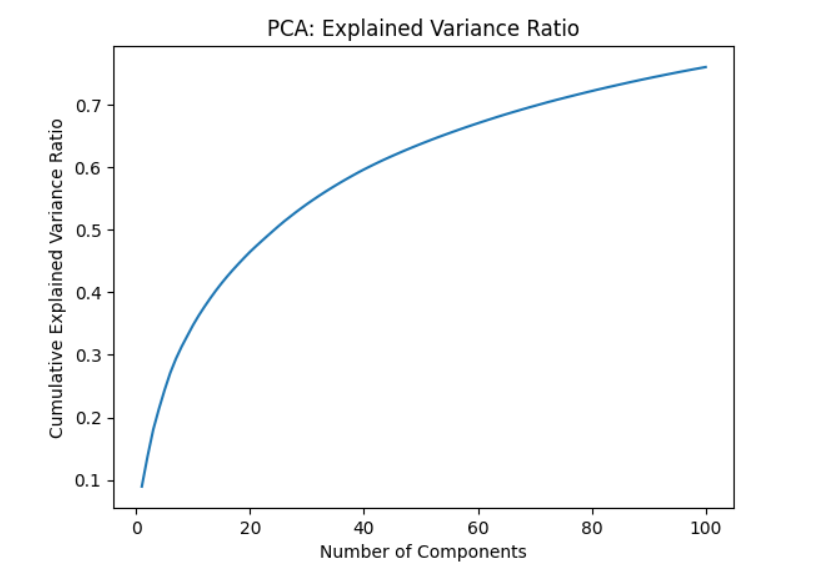 PCA: Explained Variance Ratio
Cumulative Explained Variance Ratio
0.7
0.6
0.5
0.4
0.3
0.2
0.1
0 20 40 60 80 100
Number of Components